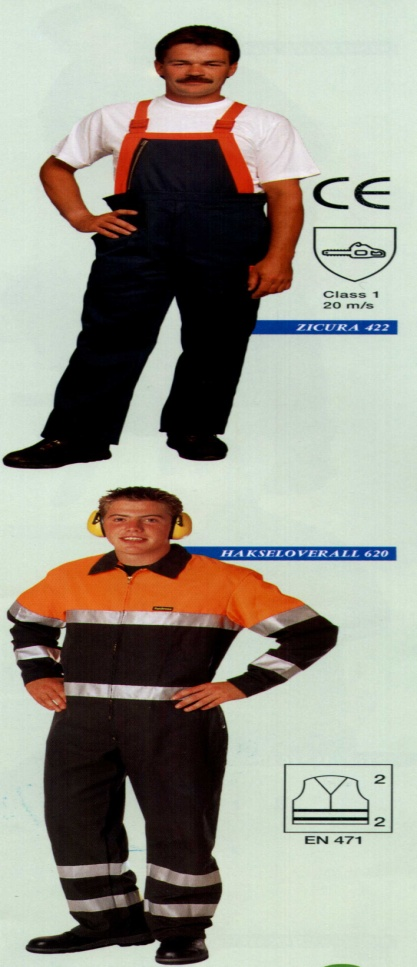 CE
Class 1
20 m/s
ZICURA 422
HAKSELOVERALL 620
2
2
EN 471